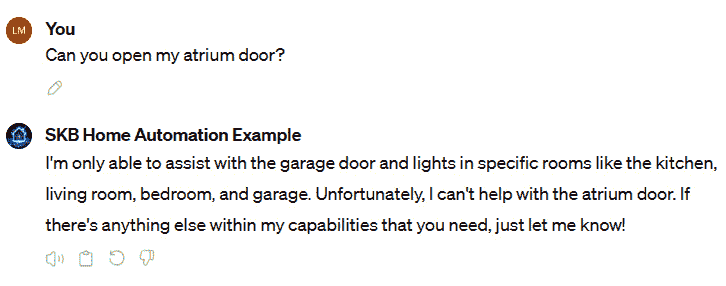 LM
You
Can you open my atrium door?
SKB Home Automation Example
I'm only able to assist with the garage door and lights in specific rooms like the kitchen,
living room, bedroom, and garage. Unfortunately, I can't help with the atrium door. If
there's anything else within my capabilities that you need, just let me know!